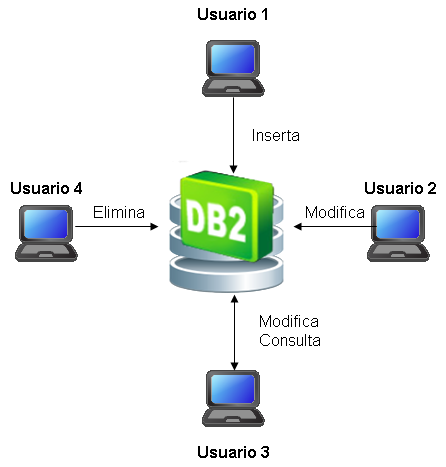 Usuario 1
Inserta
Usuario 4
Elimina
DB2
Usuario 2
Modifica
Modifica
Consulta
Usuario 3